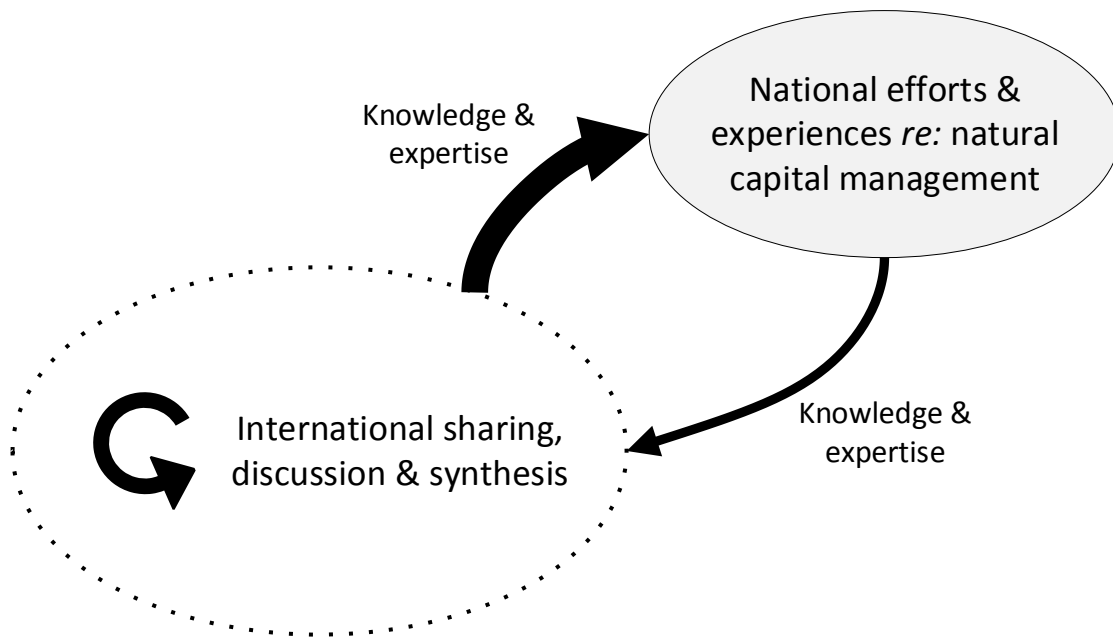 Knowledge &
expertise
National efforts &
experiences re: natural
capital management
International sharing,
discussion & synthesis
Knowledge &
expertise